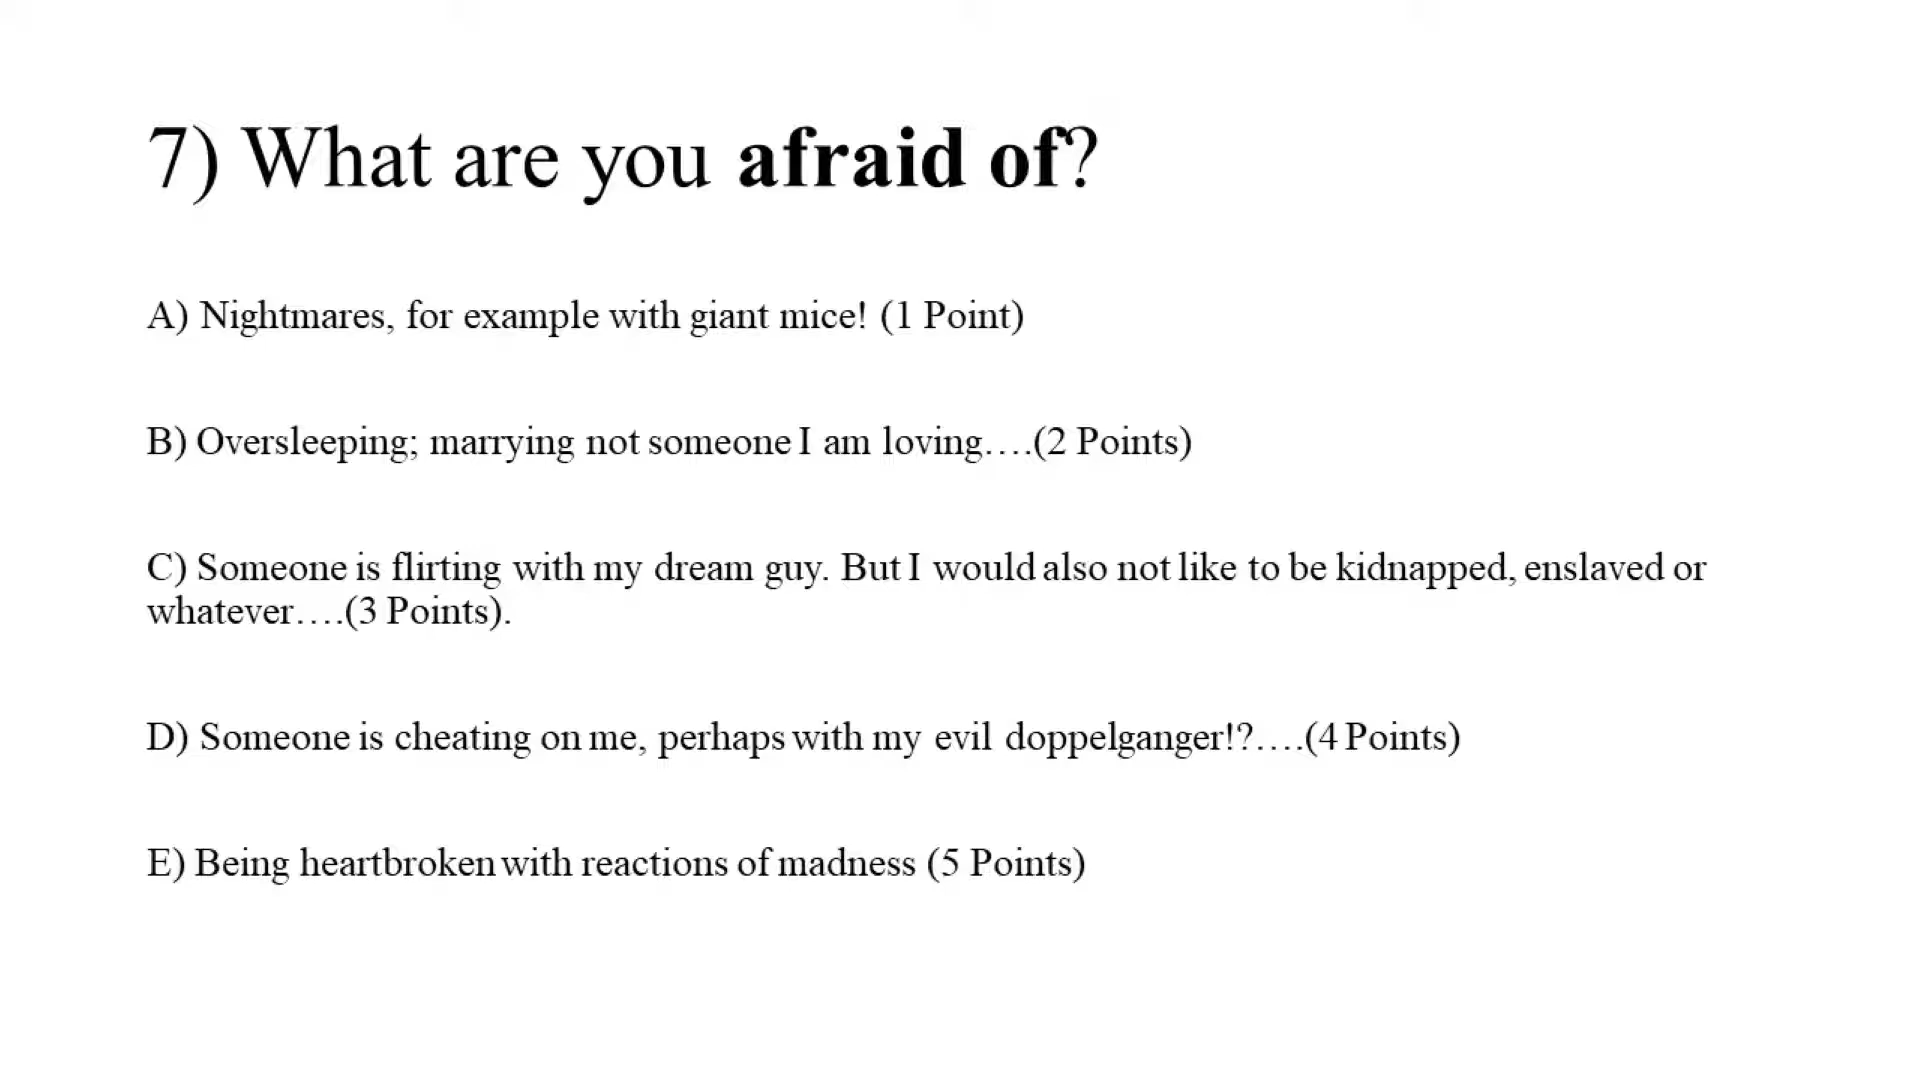 7) What are you afraid of?
A) Nightmares, for example with giant mice! (1 Point)
B) Oversleeping; marrying not someone I am loving….(2 Points)
C) Someone is flirting with my dream guy. But I would also not like to be kidnapped, enslaved or
whatever….(3 Points).
D) Someone is cheating on me, perhaps with my evil doppelganger!?….(4 Points)
E) Being heartbroken with reactions of madness (5 Points)